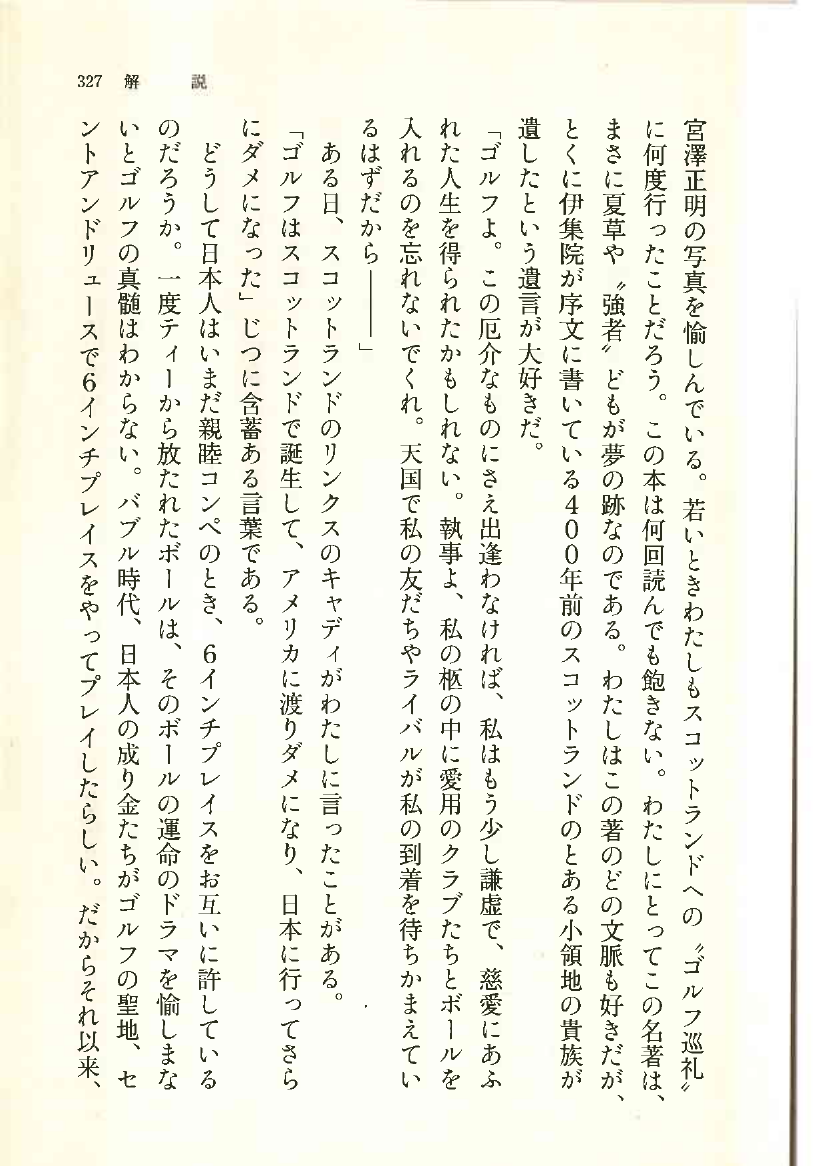 327 解 説
宮澤正明の写真を愉しんでいる。若いときわたしもスコットランドへの〝ゴルフ巡礼〟
に何度行ったことだろう。この本は何回読んでも飽きない。わたしにとってこの名著は、
まさに夏草や〝強者〟どもが夢の跡なのである。わたしはこの著のどの文脈も好きだが、
とくに伊集院が序文に書いている400年前のスコットランドのとある小領地の貴族が
遺したという遺言が大好きだ。
「ゴルフよ。この厄介なものにさえ出逢わなければ、私はもう少し謙虚で、慈愛にあふ
れた人生を得られたかもしれない。執事よ、私の柩の中に愛用のクラブたちとボールを
入れるのを忘れないでくれ。天国で私の友だちやライバルが私の到着を待ちかまえてい
るはずだから――」
ある日、スコットランドのリンクスのキャディがわたしに言ったことがある。
「ゴルフはスコットランドで誕生して、アメリカに渡りダメになり、日本に行ってさら
にダメになった」じつに含蓄ある言葉である。
どうして日本人はいまだ親睦コンペのとき、6インチプレイスをお互いに許している
のだろうか。一度ティーから放たれたボールは、そのボールの運命のドラマを愉しまな
いとゴルフの真髄はわからない。バブル時代、日本人の成り金たちがゴルフの聖地、セ
ントアンドリュースで6インチプレイスをやってプレイしたらしい。だからそれ以来、